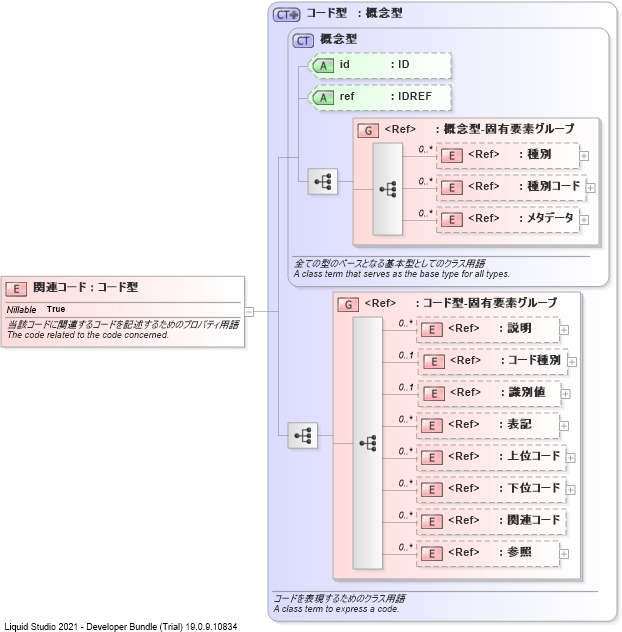 CT コード型 : 概念型
CT 概念型
A id : ID
A ref : IDREF
G <Ref> : 概念型-固有要素グループ
0..* E <Ref> : 種別
0..* E <Ref> : 種別コード
0..* E <Ref> : メタデータ
全ての型のベースとなる基本型としてのクラス用語
A class term that serves as the base type for all types.
E 関連コード : コード型
Nillable True
当該コードに関連するコードを記述するためのプロパティ用語
The code related to the code concerned.
G <Ref> : コード型-固有要素グループ
0..* E <Ref> : 説明
0..1 E <Ref> : コード種別
0..1 E <Ref> : 識別値
0..* E <Ref> : 表記
0..* E <Ref> : 上位コード
0..* E <Ref> : 下位コード
0..* E <Ref> : 関連コード
0..* E <Ref> : 参照
コードを表現するためのクラス用語
A class term to express a code.
Liquid Studio 2021 - Developer Bundle (Trial) 19.0.9.10834